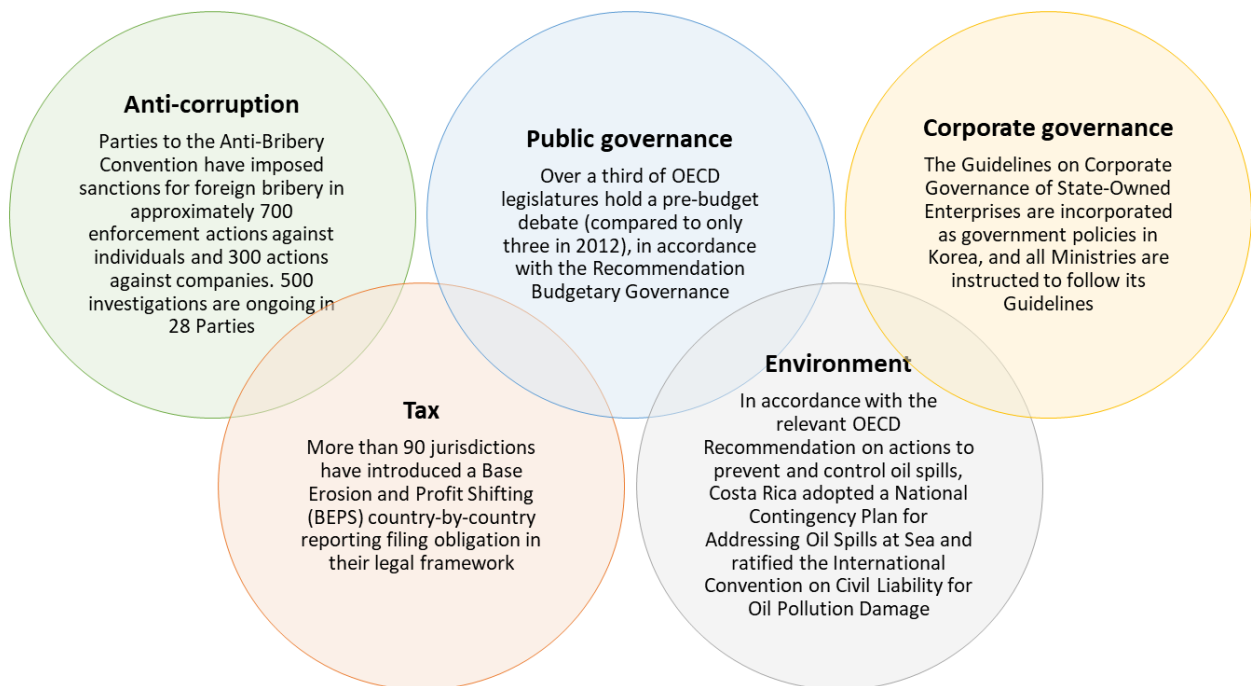 Anti-corruption
Parties to the Anti-Bribery
Convention have imposed
sanctions for foreign bribery in
approximately 700
enforcement actions against
individuals and 300 actions
against companies. 500
investigations are ongoing in
28 Parties
Public governance
Over a third of OECD
legislatures hold a pre-budget
debate (compared to only
three in 2012), in accordance
with the Recommendation
Budgetary Governance
Corporate governance
The Guidelines on Corporate
Governance of State-Owned
Enterprises are incorporated
as government policies in
Korea, and all Ministries are
instructed to follow its
Guidelines
Tax
More than 90 jurisdictions
have introduced a Base
Erosion and Profit Shifting
(BEPS) country-by-country
reporting filing obligation in
their legal framework
Environment
In accordance with the
relevant OECD
Recommendation on actions to
prevent and control oil spills,
Costa Rica adopted a National
Contingency Plan for
Addressing Oil Spills at Sea and
ratified the International
Convention on Civil Liability for
Oil Pollution Damage